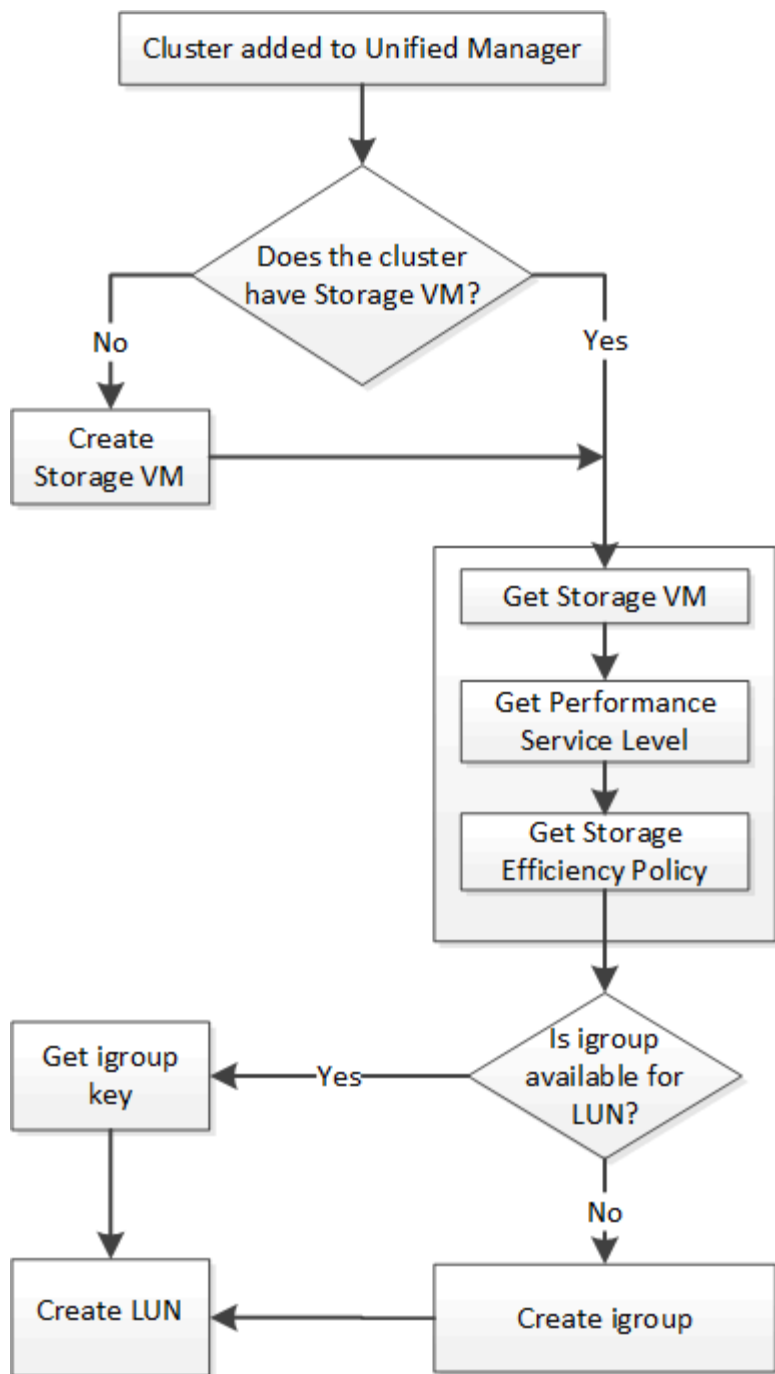 Cluster added to Unified Manager
Does the cluster
have Storage VM?
No
Yes
Create
Storage VM
Get Storage VM
Get Performance
Service Level
Get Storage
Efficiency Policy
Is igroup
available for
LUN?
Yes
Get igroup
key
No
Create LUN
Create igroup